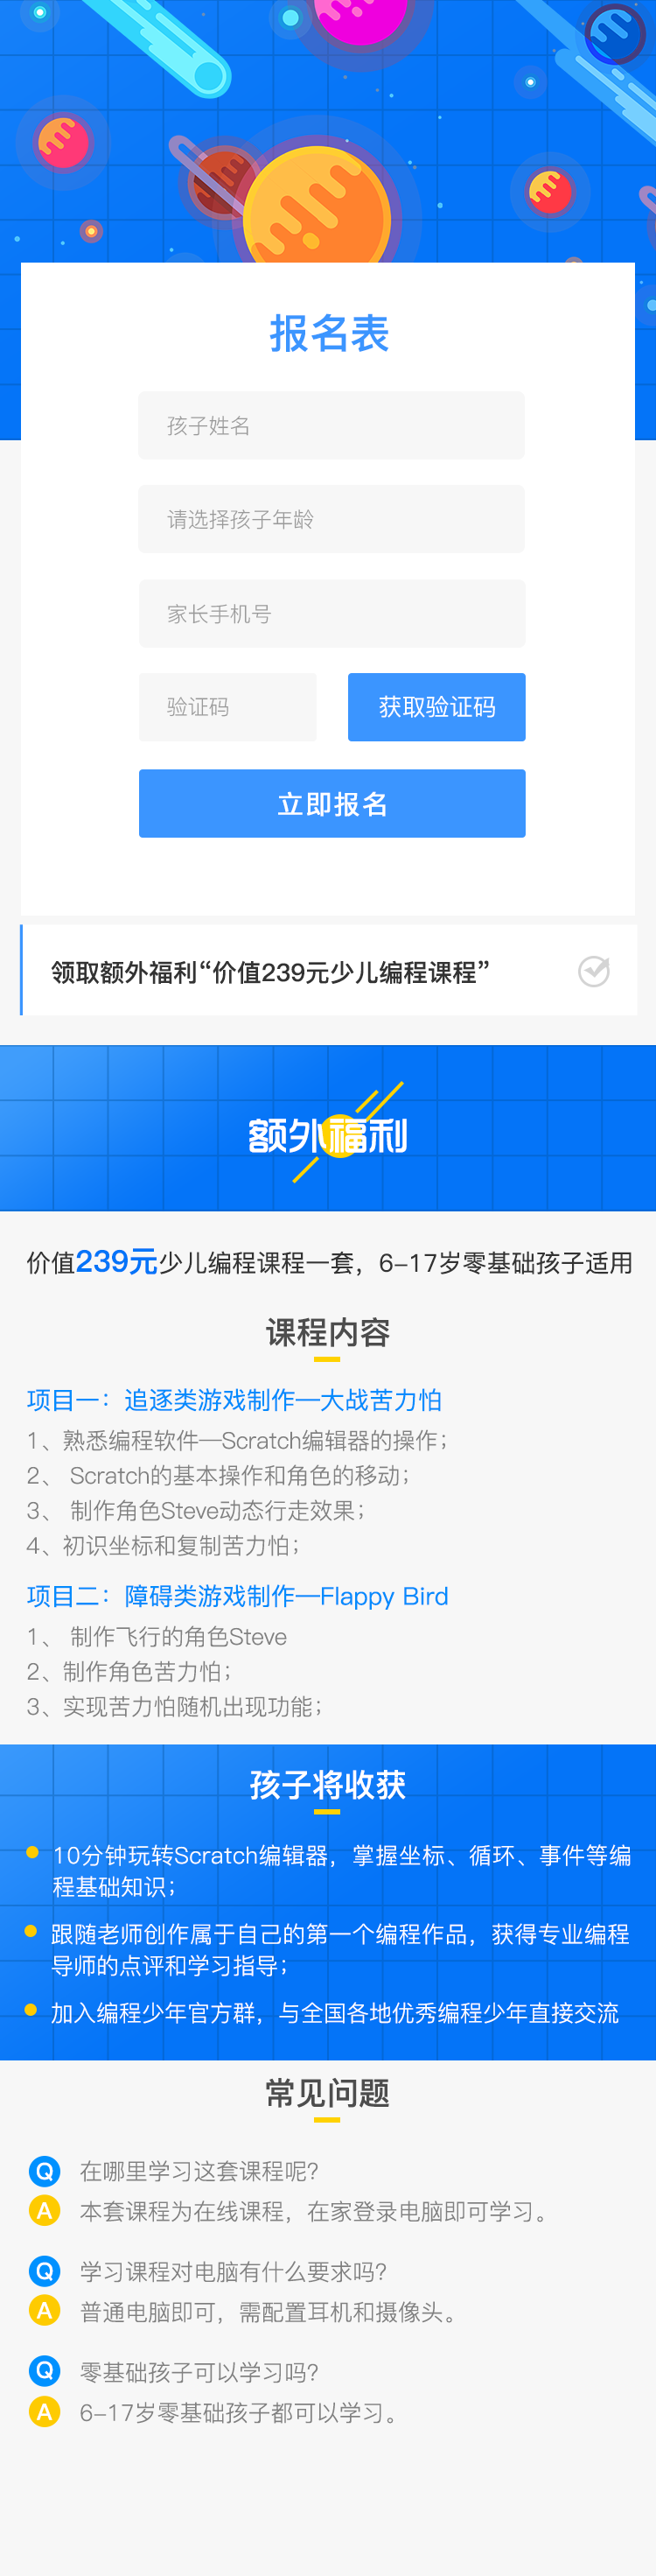 报名表
孩子姓名
请选择孩子年龄
家长手机号
验证码
获取验证码
立即报名
领取额外福利“价值239元少儿编程课程”
额外福利
价值239元少儿编程课程一套，6-17岁零基础孩子适用
课程内容
项目一：追逐类游戏制作—大战苦力怕
1、熟悉编程软件—Scratch编辑器的操作；
2、 Scratch的基本操作和角色的移动；
3、 制作角色Steve动态行走效果；
4、初识坐标和复制苦力怕；
项目二：障碍类游戏制作—Flappy Bird
1、 制作飞行的角色Steve
2、制作角色苦力怕；
3、实现苦力怕随机出现功能；
孩子将收获
10分钟玩转Scratch编辑器，掌握坐标、循环、事件等编
程基础知识；
跟随老师创作属于自己的第一个编程作品，获得专业编程
导师的点评和学习指导；
加入编程少年官方群，与全国各地优秀编程少年直接交流
常见问题
Q 在哪里学习这套课程呢？
A 本套课程为在线课程，在家登录电脑即可学习。
Q 学习课程对电脑有什么要求吗？
A 普通电脑即可，需配置耳机和摄像头。
Q 零基础孩子可以学习吗？
A 6-17岁零基础孩子都可以学习。